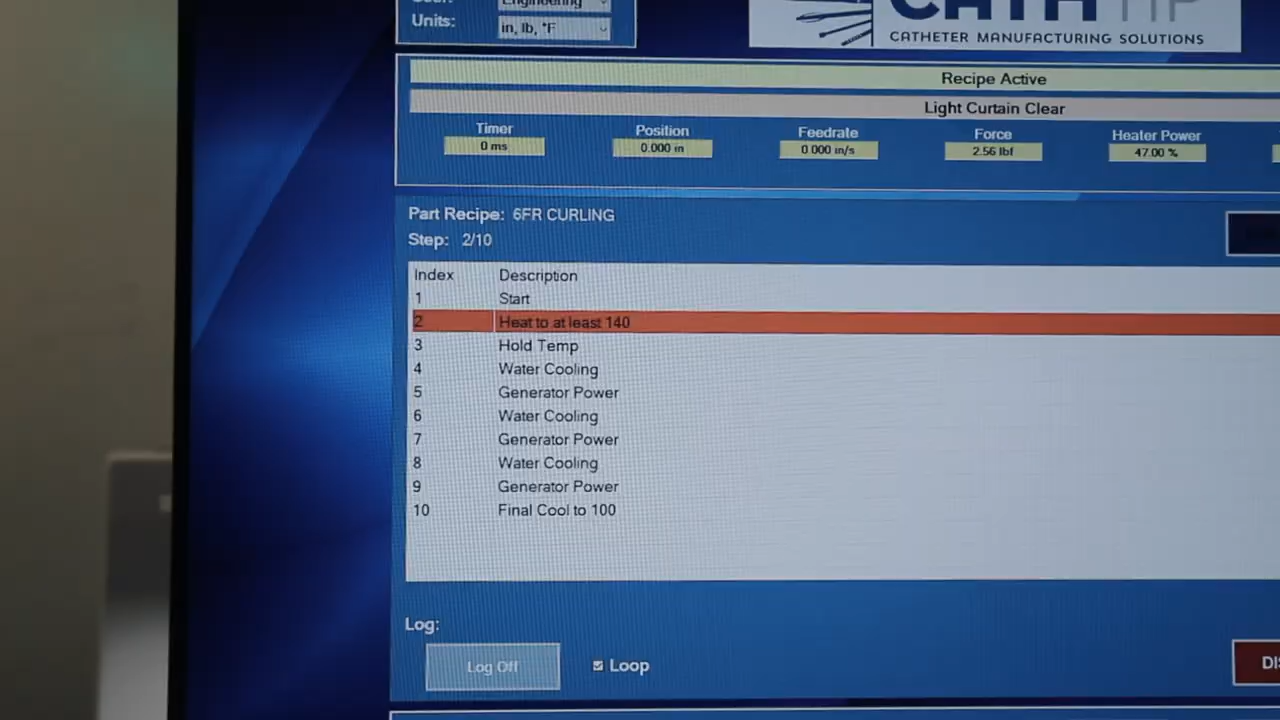 Engineering
Units: in, lb, °F
CATH TIP
CATHETER MANUFACTURING SOLUTIONS
Recipe Active
Light Curtain Clear
Timer Position Feedrate Force Heater Power
0 ms 0.000 in 0.000 in/s 2.56 lbf 47.00 %
Part Recipe: 6FR CURLING
Step: 2/10
Index Description
1 Start
2 Heat to at least 140
3 Hold Temp
4 Water Cooling
5 Generator Power
6 Water Cooling
7 Generator Power
8 Water Cooling
9 Generator Power
10 Final Cool to 100
Log:
Log Off Loop